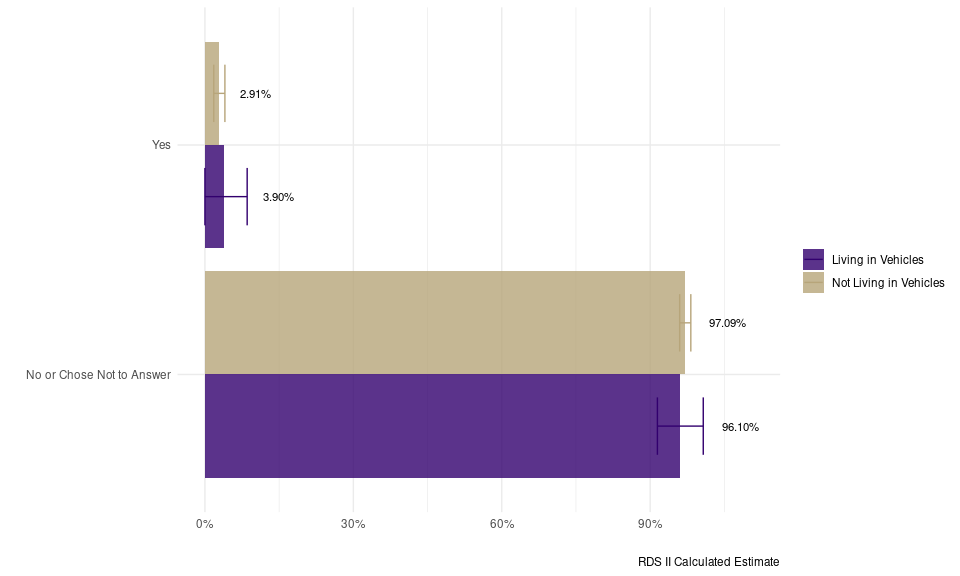 2.91%
Yes
3.90%
Living in Vehicles
Not Living in Vehicles
97.09%
No or Chose Not to Answer
96.10%
0% 30% 60% 90%
RDS II Calculated Estimate